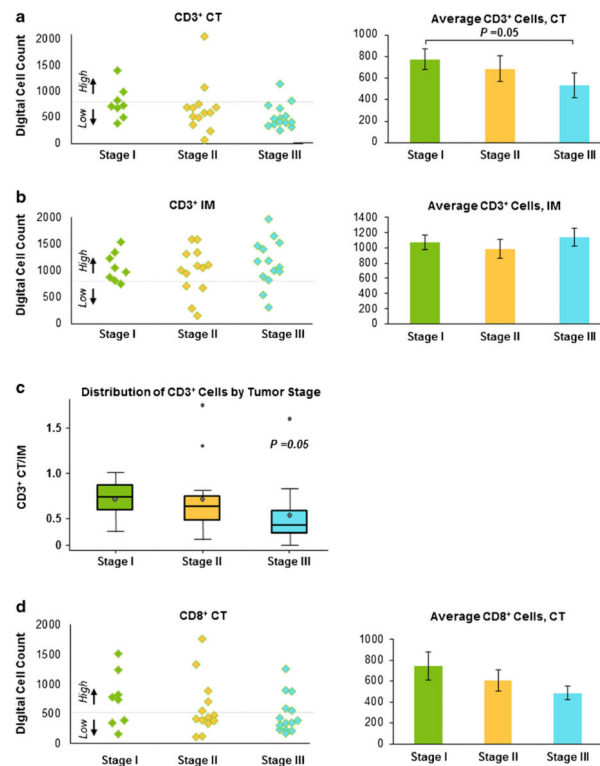 a
CD3⁺ CT
Digital Cell Count
2000
1500
1000
500
0
High
Low
Stage I Stage II Stage III
Average CD3⁺ Cells, CT
P =0.05
1000
800
600
400
200
0
Stage I Stage II Stage III
b
CD3⁺ IM
Digital Cell Count
2000
1500
1000
500
0
High
Low
Stage I Stage II Stage III
Average CD3⁺ Cells, IM
1400
1200
1000
800
600
400
200
0
Stage I Stage II Stage III
c
Distribution of CD3⁺ Cells by Tumor Stage
CD3⁺ CT/IM
1.5
1.0
0.5
0
P =0.05
Stage I Stage II Stage III
d
CD8⁺ CT
Digital Cell Count
2000
1500
1000
500
0
High
Low
Stage I Stage II Stage III
Average CD8⁺ Cells, CT
1000
800
600
400
200
0
Stage I Stage II Stage III